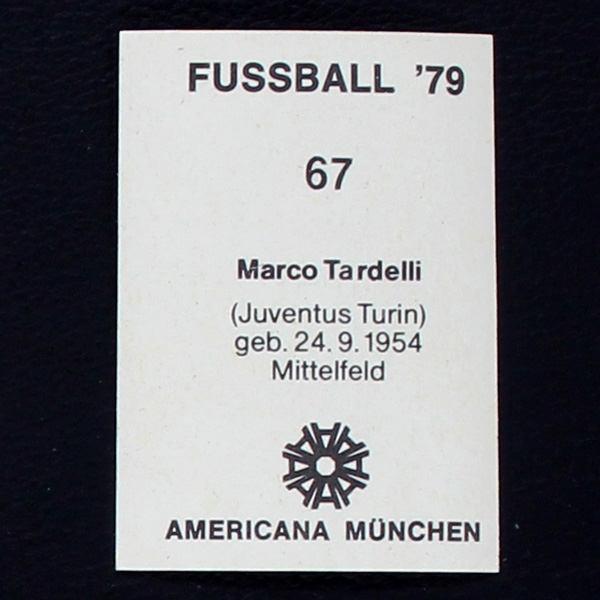 FUSSBALL '79
67
Marco Tardelli
(Juventus Turin)
geb. 24. 9. 1954
Mittelfeld
AMERICANA MÜNCHEN